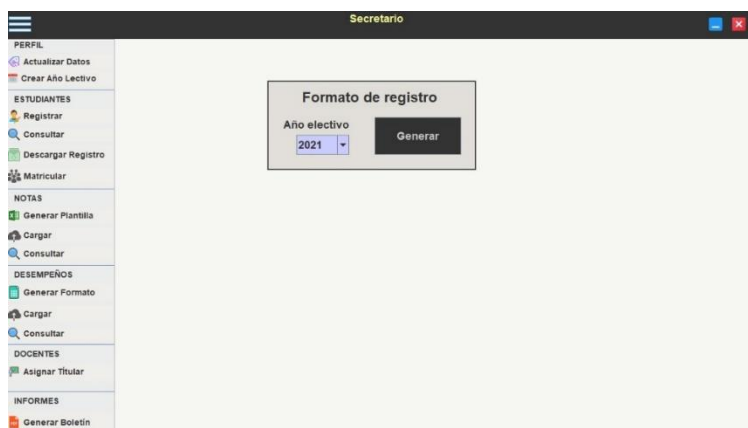 Secretario
PERFIL
Actualizar Datos
Crear Año Lectivo
ESTUDIANTES
Registrar
Consultar
Descargar Registro
Matricular
NOTAS
Generar Plantilla
Cargar
Consultar
DESEMPEÑOS
Generar Formato
Cargar
Consultar
DOCENTES
Asignar Títular
INFORMES
Generar Boletín
Formato de registro
Año electivo
2021
Generar